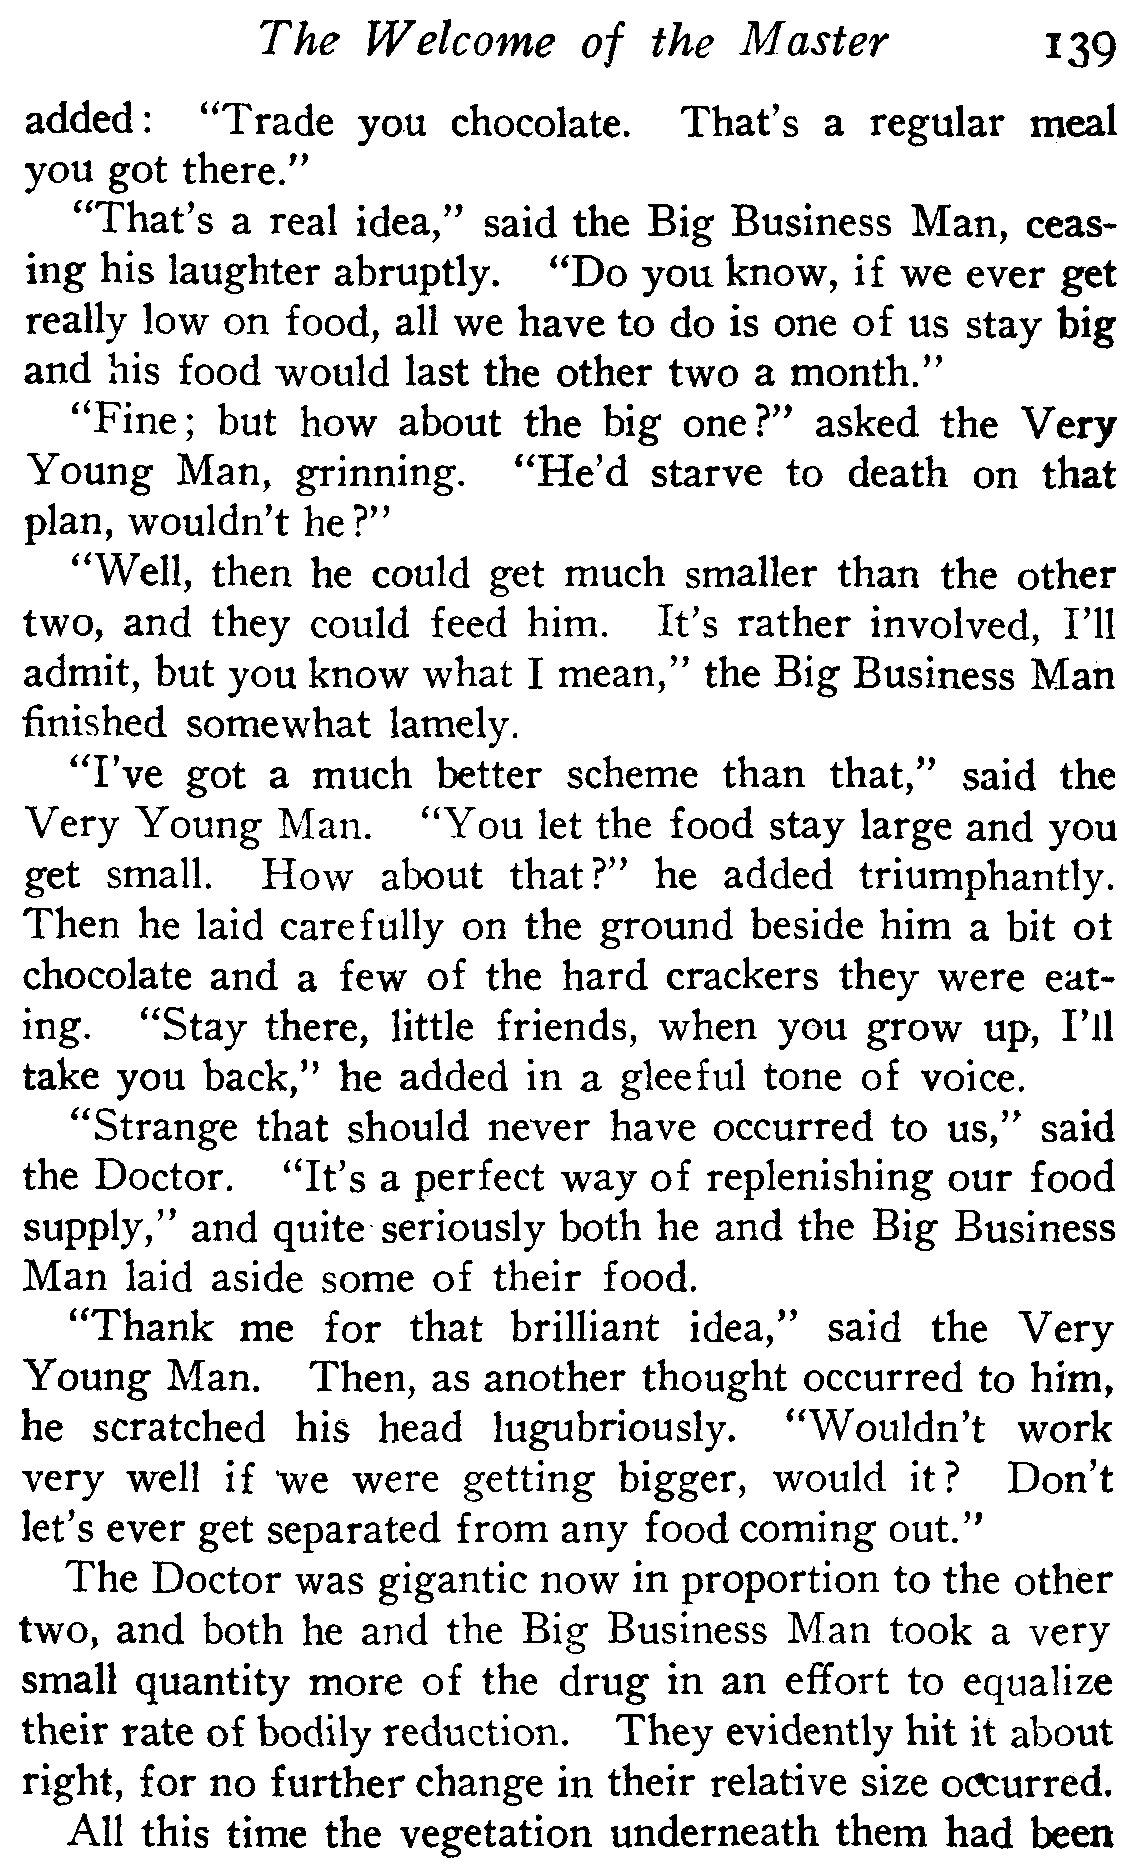 The Welcome of the Master 139
added: "Trade you chocolate. That's a regular meal
you got there."
"That's a real idea," said the Big Business Man, ceas-
ing his laughter abruptly. "Do you know, if we ever get
really low on food, all we have to do is one of us stay big
and his food would last the other two a month."
"Fine; but how about the big one?" asked the Very
Young Man, grinning. "He'd starve to death on that
plan, wouldn't he?"
"Well, then he could get much smaller than the other
two, and they could feed him. It's rather involved, I'll
admit, but you know what I mean," the Big Business Man
finished somewhat lamely.
"I've got a much better scheme than that," said the
Very Young Man. "You let the food stay large and you
get small. How about that?" he added triumphantly.
Then he laid carefully on the ground beside him a bit of
chocolate and a few of the hard crackers they were eat-
ing. "Stay there, little friends, when you grow up, I'll
take you back," he added in a gleeful tone of voice.
"Strange that should never have occurred to us," said
the Doctor. "It's a perfect way of replenishing our food
supply," and quite seriously both he and the Big Business
Man laid aside some of their food.
"Thank me for that brilliant idea," said the Very
Young Man. Then, as another thought occurred to him,
he scratched his head lugubriously. "Wouldn't work
very well if we were getting bigger, would it? Don't
let's ever get separated from any food coming out."
The Doctor was gigantic now in proportion to the other
two, and both he and the Big Business Man took a very
small quantity more of the drug in an effort to equalize
their rate of bodily reduction. They evidently hit it about
right, for no further change in their relative size occurred.
All this time the vegetation underneath them had been